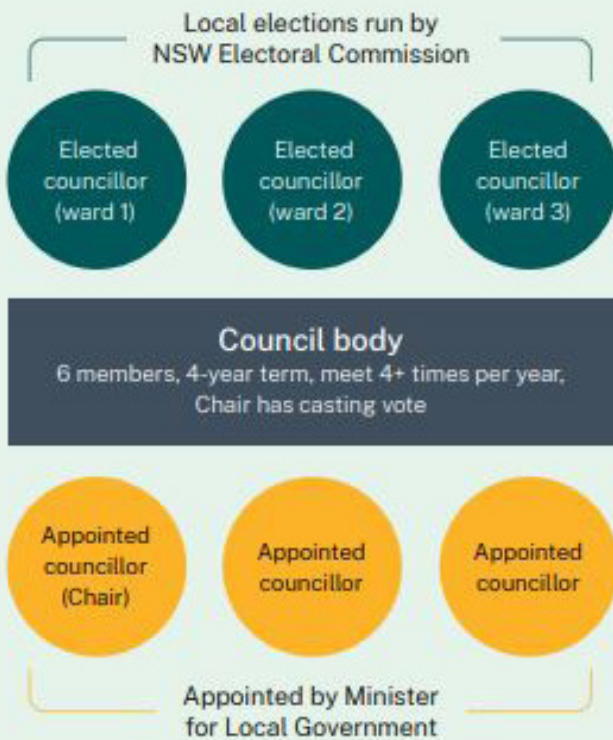 Local elections run by
NSW Electoral Commission
Elected
councillor
(ward 1)
Elected
councillor
(ward 2)
Elected
councillor
(ward 3)
Council body
6 members, 4-year term, meet 4+ times per year,
Chair has casting vote
Appointed
councillor
(Chair)
Appointed
councillor
Appointed
councillor
Appointed by Minister
for Local Government